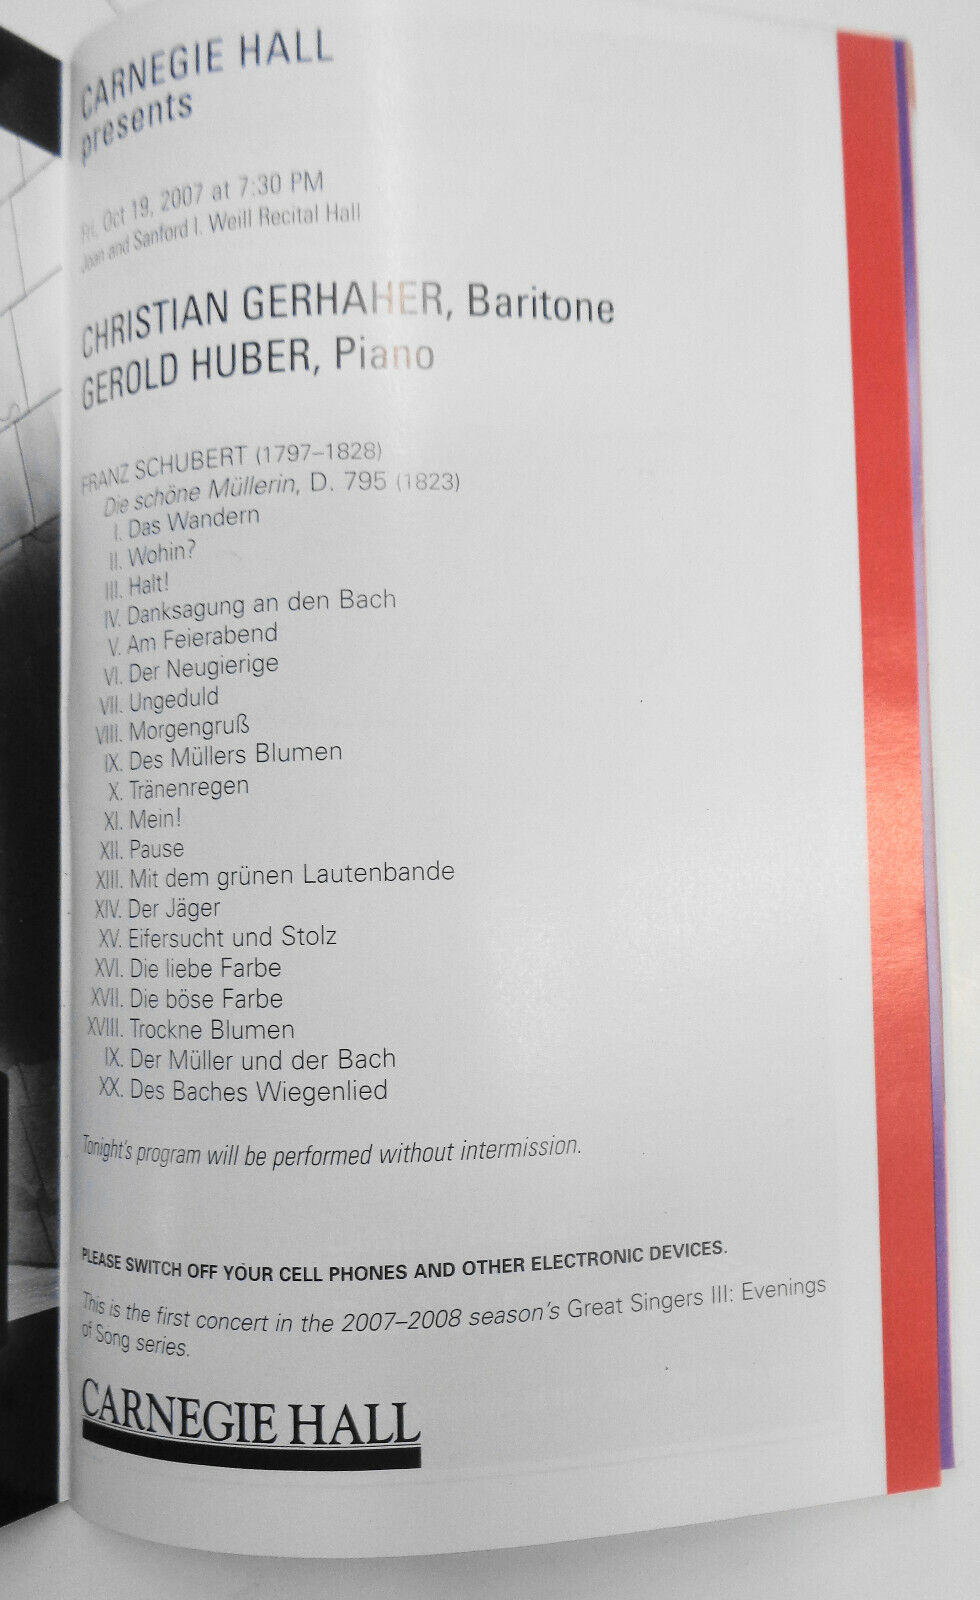 CARNEGIE HALL
presents
Fri, Oct 19, 2007 at 7:30 PM
Joan and Sanford I. Weill Recital Hall
CHRISTIAN GERHAHER, Baritone
GEROLD HUBER, Piano
FRANZ SCHUBERT (1797–1828)
Die schöne Müllerin, D. 795 (1823)
I. Das Wandern
II. Wohin?
III. Halt!
IV. Danksagung an den Bach
V. Am Feierabend
VI. Der Neugierige
VII. Ungeduld
VIII. Morgengruß
IX. Des Müllers Blumen
X. Tränenregen
XI. Mein!
XII. Pause
XIII. Mit dem grünen Lautenbande
XIV. Der Jäger
XV. Eifersucht und Stolz
XVI. Die liebe Farbe
XVII. Die böse Farbe
XVIII. Trockne Blumen
IX. Der Müller und der Bach
XX. Des Baches Wiegenlied
Tonight's program will be performed without intermission.
PLEASE SWITCH OFF YOUR CELL PHONES AND OTHER ELECTRONIC DEVICES.
This is the first concert in the 2007–2008 season's Great Singers III: Evenings
of Song series.
CARNEGIE HALL